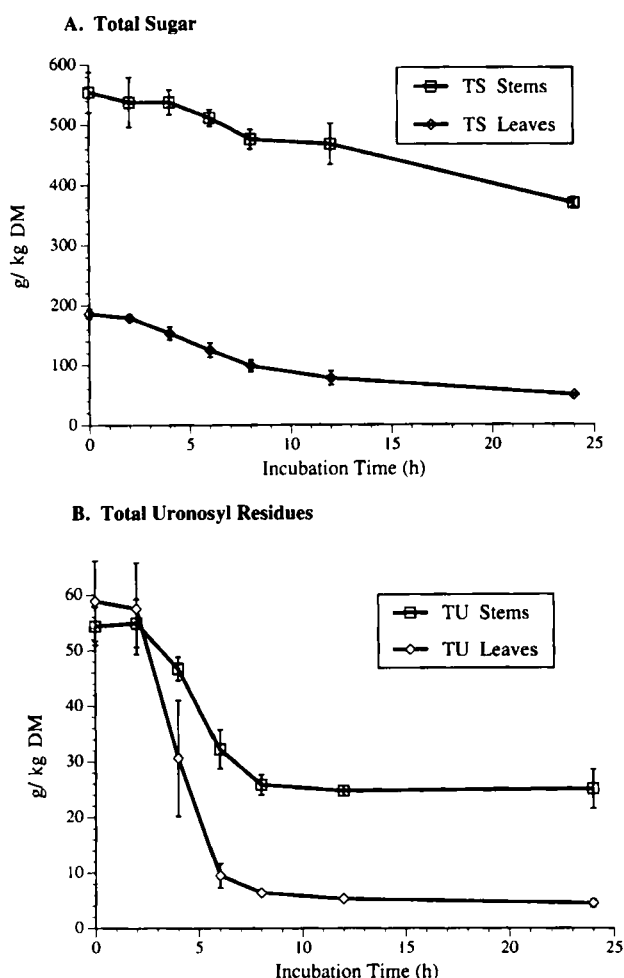 A. Total Sugar
600
500
400
300
200
100
0
g/ kg DM
TS Stems
TS Leaves
0 5 10 15 20 25
Incubation Time (h)
B. Total Uronosyl Residues
60
50
40
30
20
10
0
g/ kg DM
TU Stems
TU Leaves
0 5 10 15 20 25
Incubation Time (h)